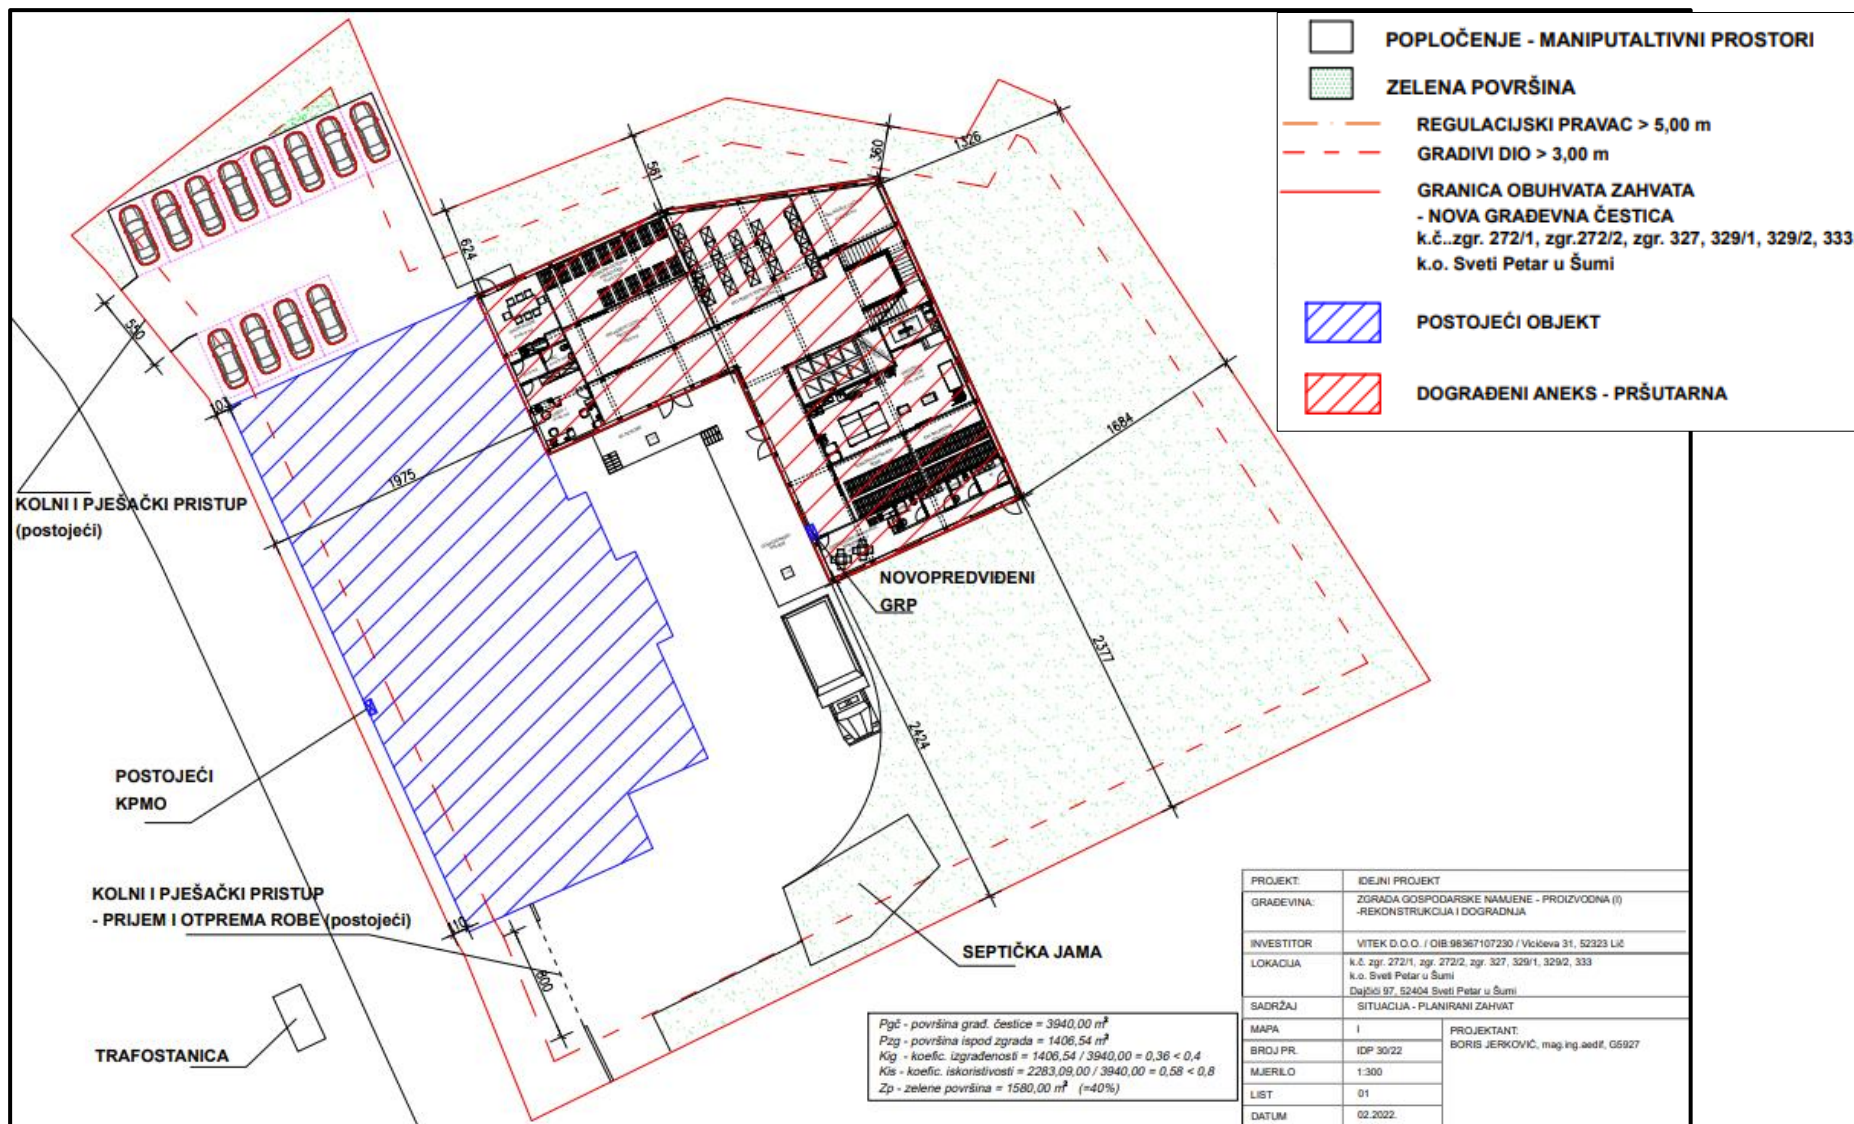 POPLOČENJE - MANIPUTALTIVNI PROSTORI
ZELENA POVRŠINA
REGULACIJSKI PRAVAC > 5,00 m
GRADIVI DIO > 3,00 m
GRANICA OBUHVATA ZAHVATA
- NOVA GRAĐEVNA ČESTICA
k.č..zgr. 272/1, zgr.272/2, zgr. 327, 329/1, 329/2, 333
k.o. Sveti Petar u Šumi
POSTOJEĆI OBJEKT
DOGRAĐENI ANEKS - PRŠUTARNA
1326
360
561
624
550
103
1684
1975
KOLNI I PJEŠAČKI PRISTUP
(postojeći)
NOVOPREDVIĐENI
GRP
2377
2424
POSTOJEĆI
KPMO
KOLNI I PJEŠAČKI PRISTUP
- PRIJEM I OTPREMA ROBE (postojeći)
110
800
SEPTIČKA JAMA
TRAFOSTANICA
Pgč - površina građ. čestice = 3940,00 m²
Pzg - površina ispod zgrada = 1406,54 m²
Kig - koefic. izgrađenosti = 1406,54 / 3940,00 = 0,36 < 0,4
Kis - koefic. iskoristivosti = 2283,09,00 / 3940,00 = 0,58 < 0,8
Zp - zelene površina = 1580,00 m² (=40%)
PROJEKT: IDEJNI PROJEKT
GRAĐEVINA: ZGRADA GOSPODARSKE NAMJENE - PROIZVODNA (I)
-REKONSTRUKCIJA I DOGRADNJA
INVESTITOR VITEK D.O.O. / OIB:98367107230 / Vicićeva 31, 52323 Lič
LOKACIJA k.č. zgr. 272/1, zgr. 272/2, zgr. 327, 329/1, 329/2, 333
k.o. Sveti Petar u Šumi
Dajčići 97, 52404 Sveti Petar u Šumi
SADRŽAJ SITUACIJA - PLANIRANI ZAHVAT
MAPA I
BROJ PR. IDP 30/22
MJERILO 1:300
LIST 01
DATUM 02.2022.
PROJEKTANT:
BORIS JERKOVIĆ, mag.ing.aedif, G5927